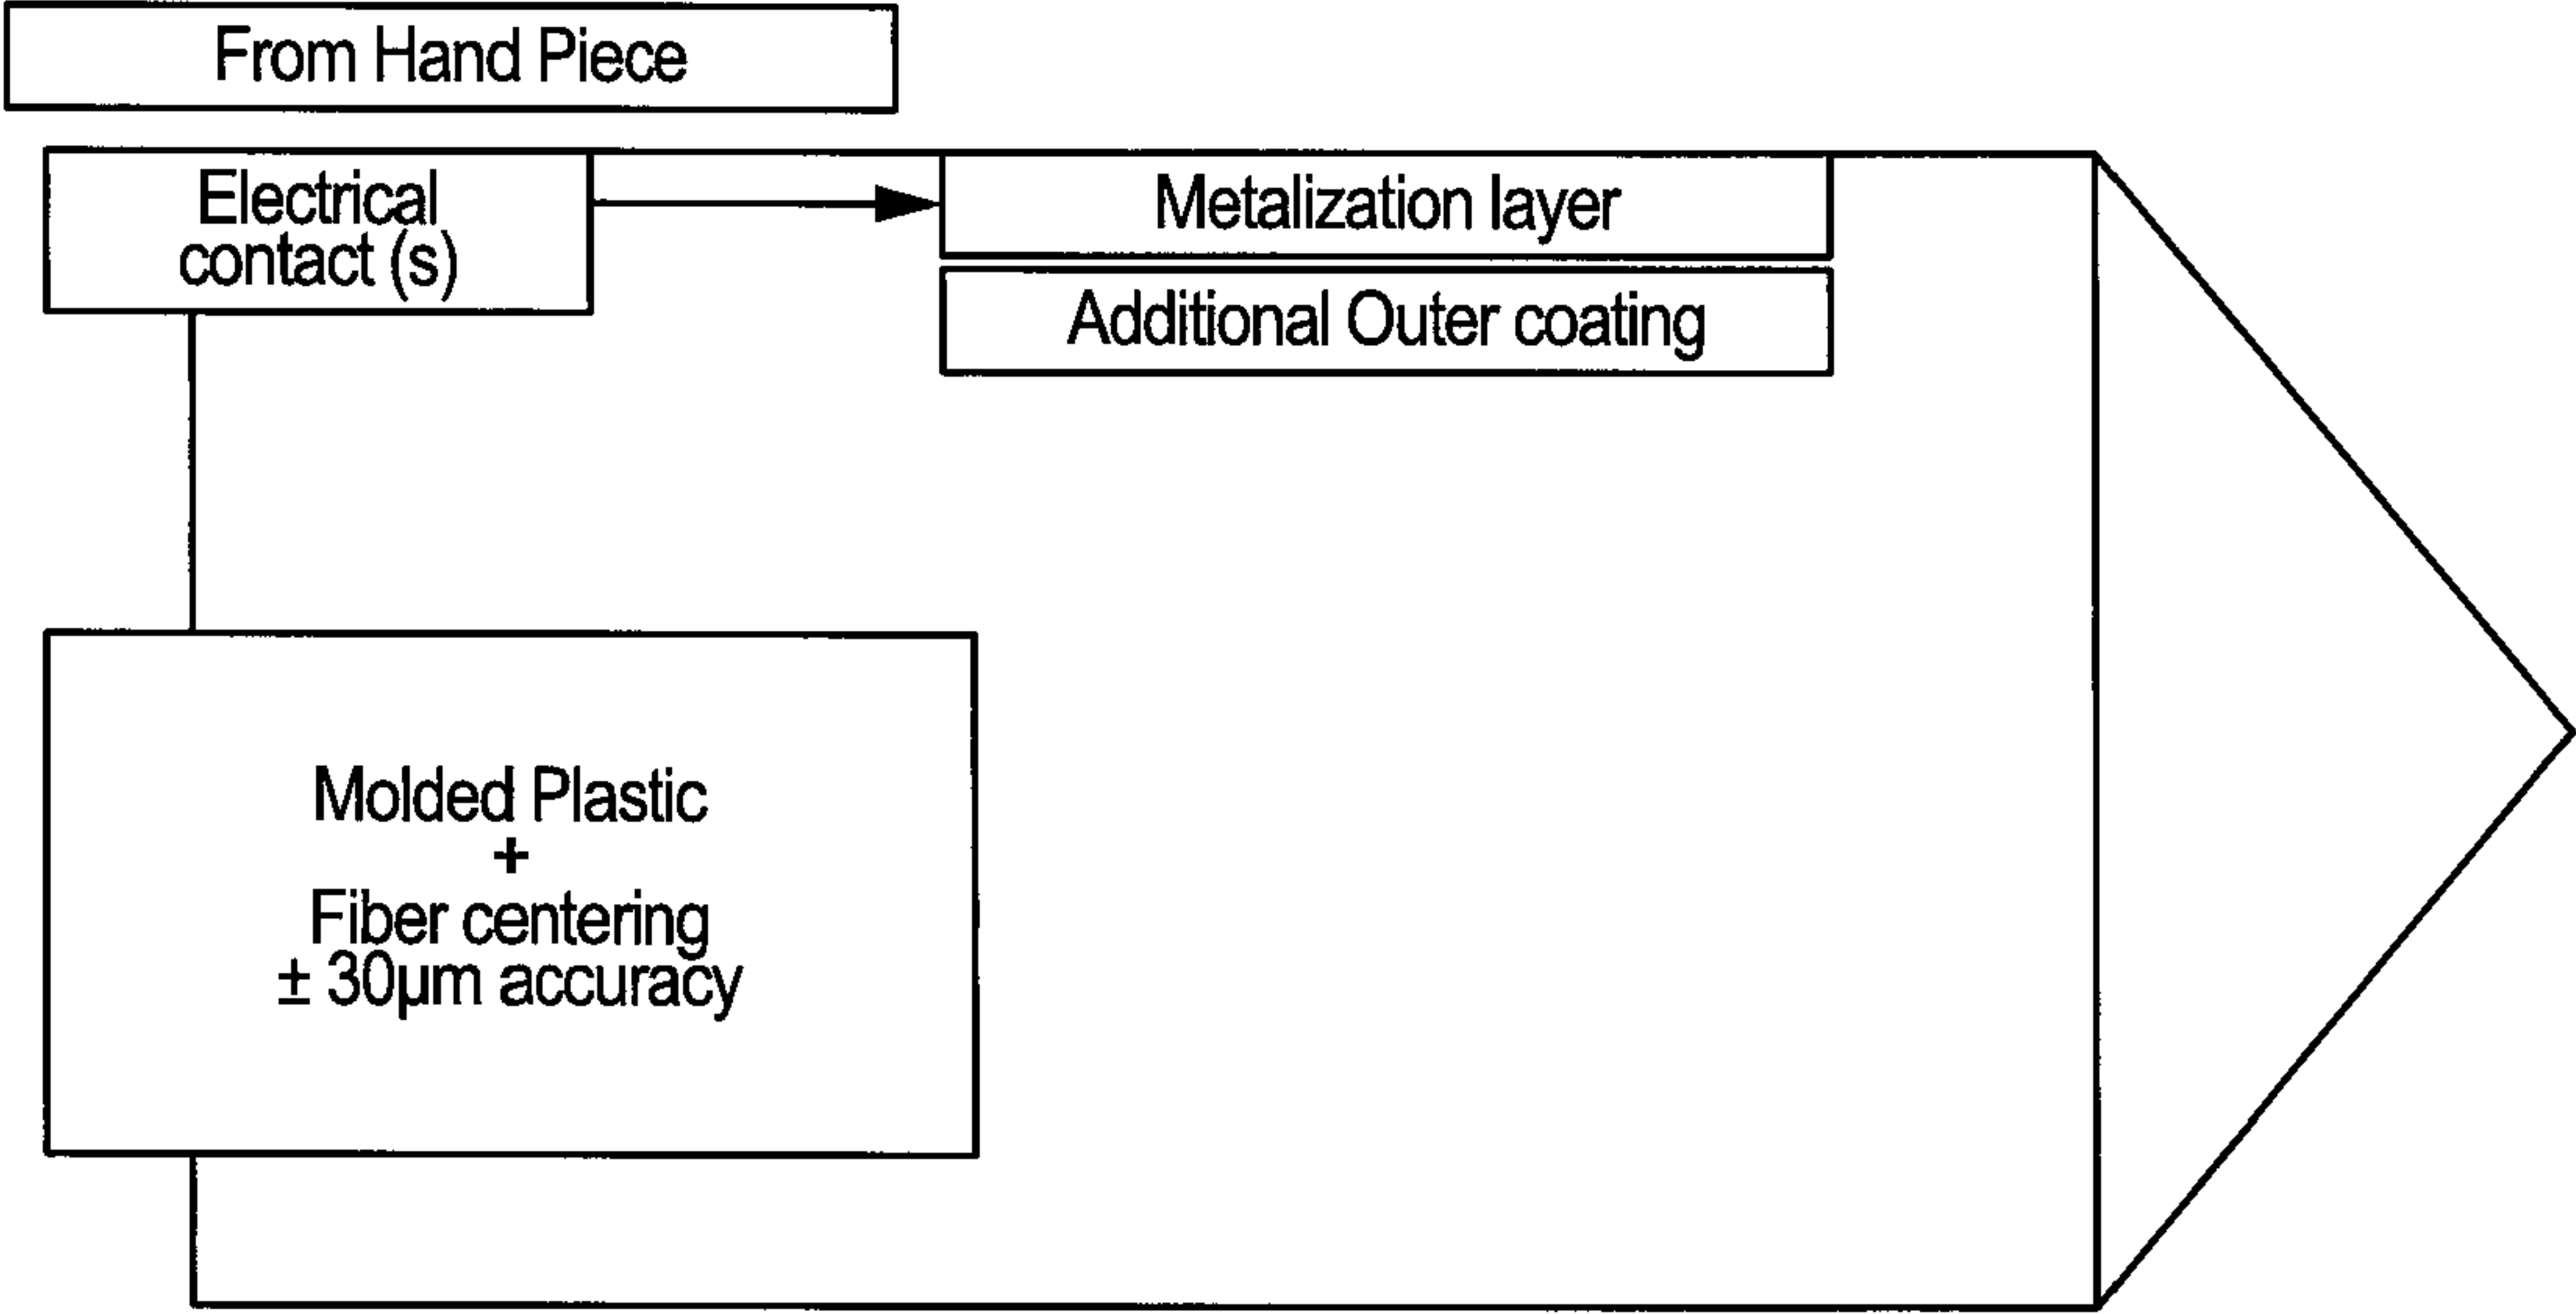 From Hand Piece
Electrical
contact (s)
Metalization layer
Additional Outer coating
Molded Plastic
+
Fiber centering
± 30µm accuracy